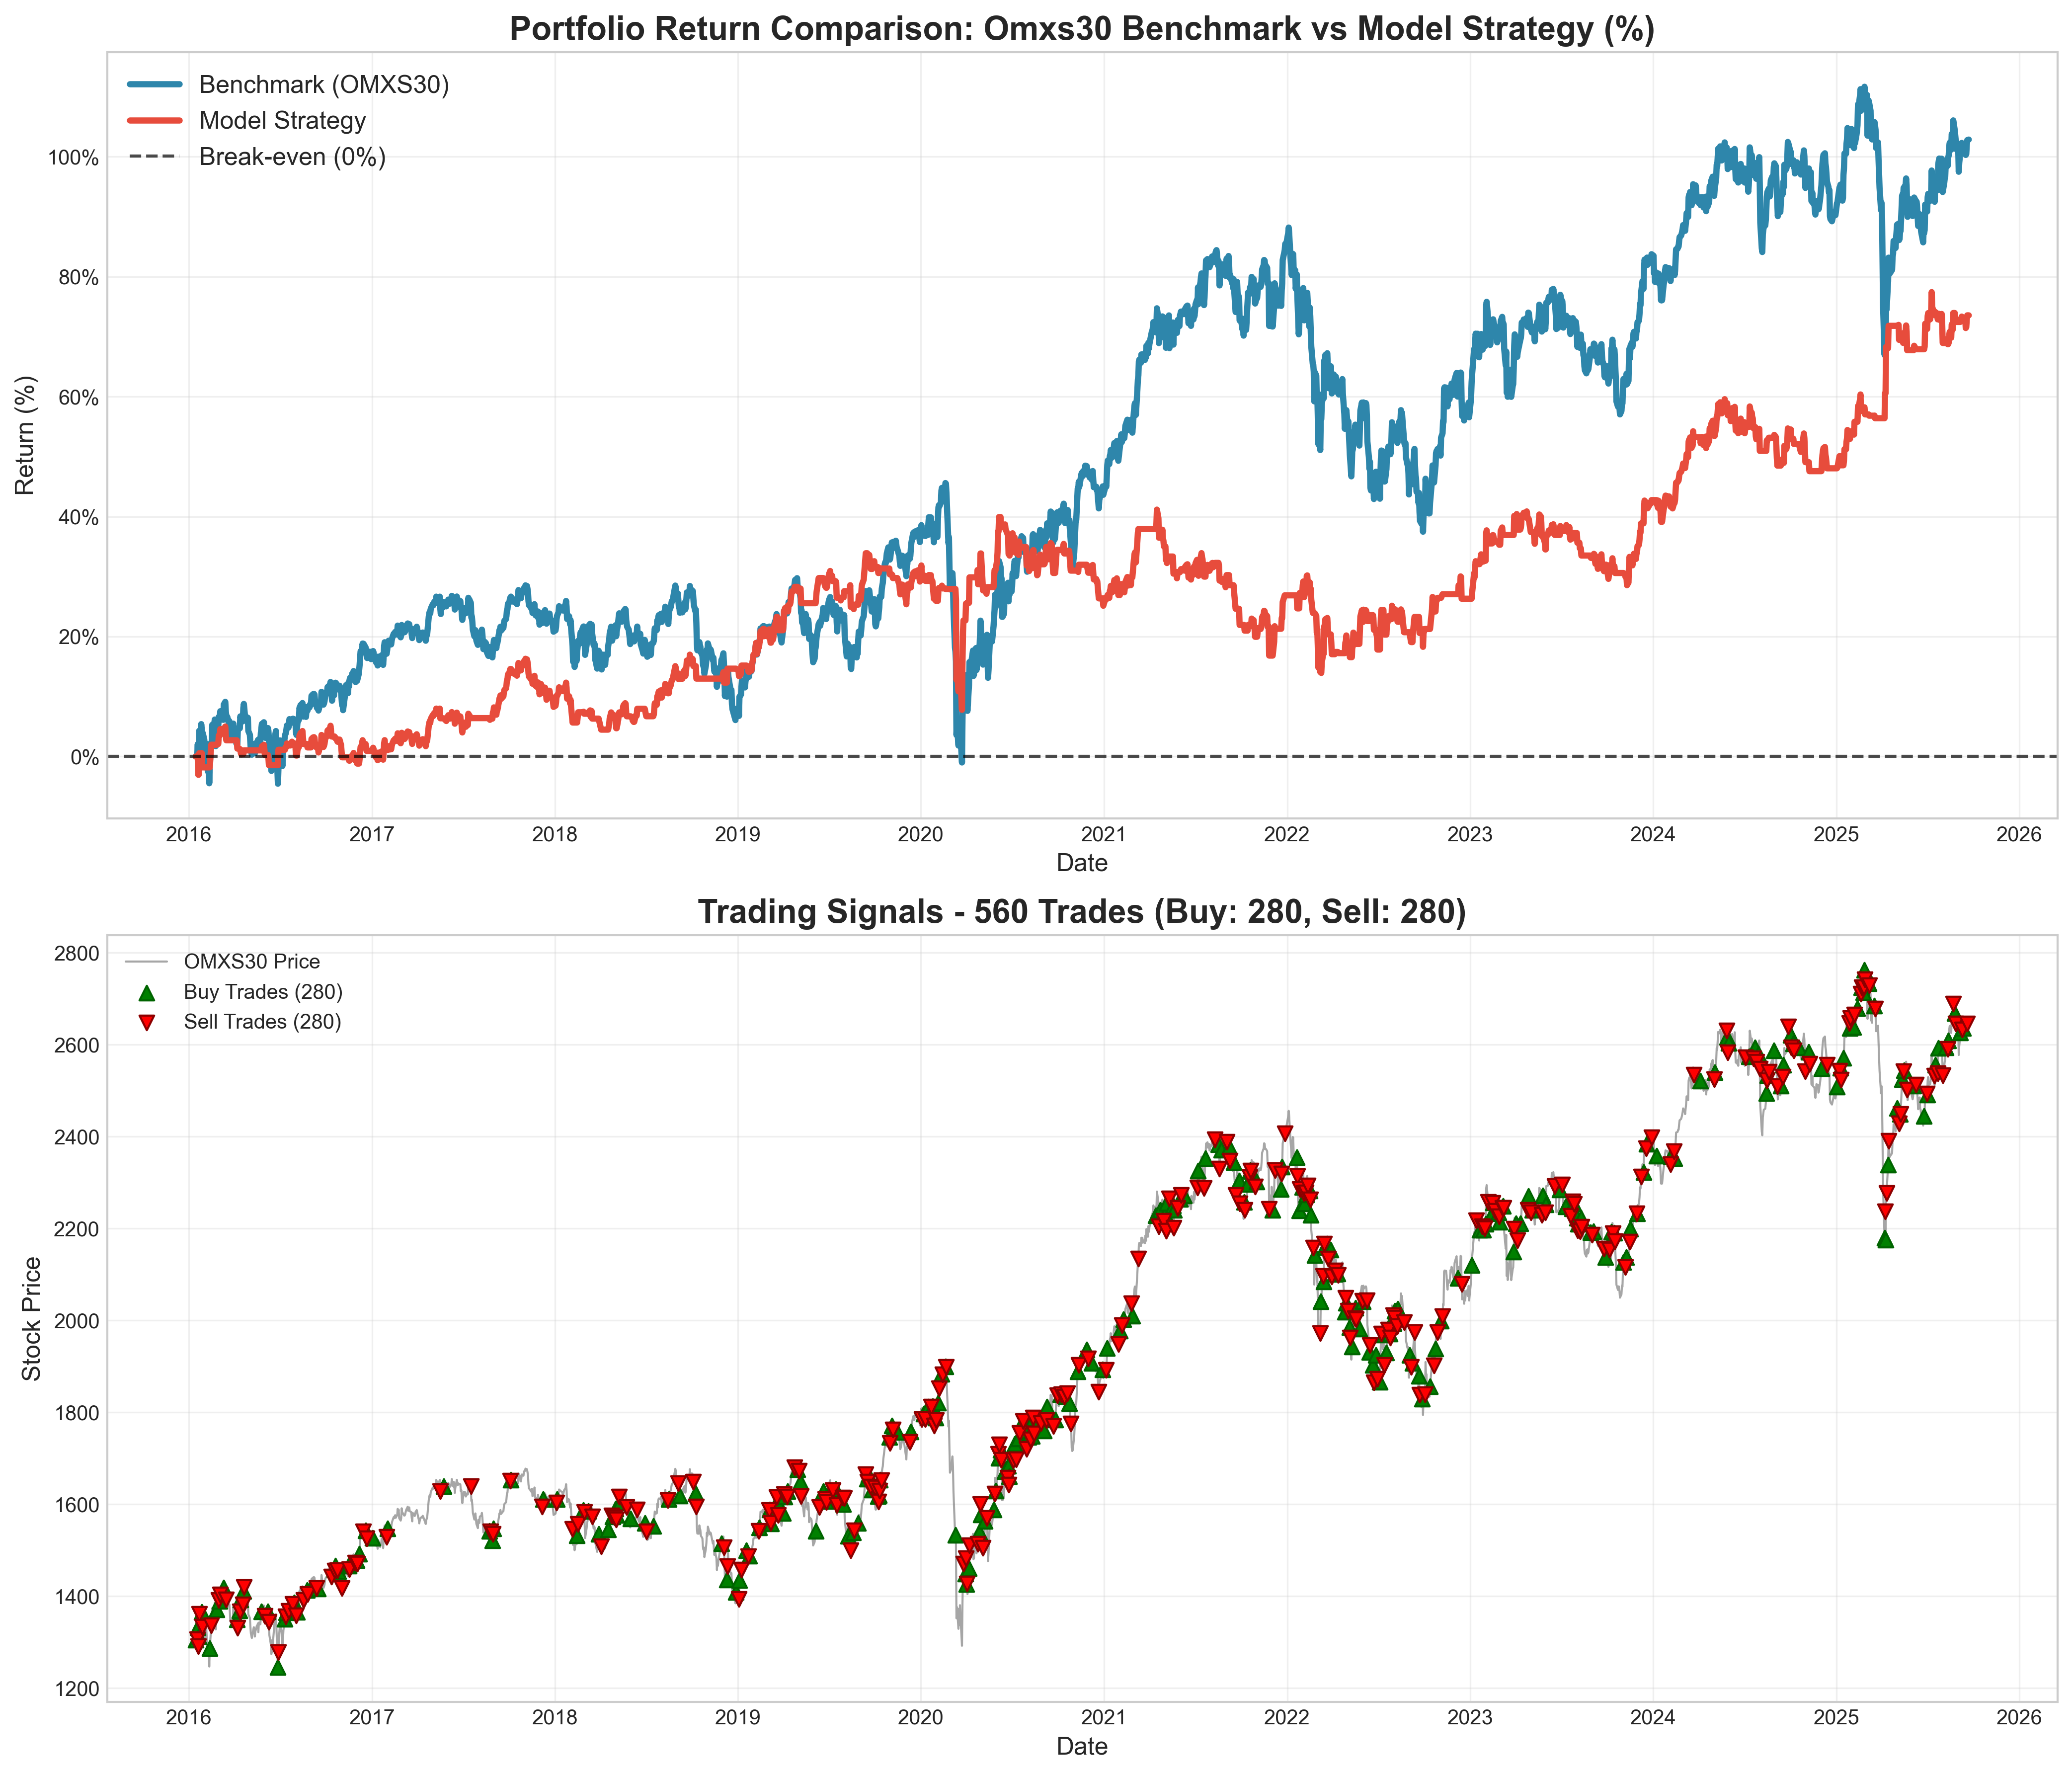 Portfolio Return Comparison: Omxs30 Benchmark vs Model Strategy (%)
Benchmark (OMXS30)
Model Strategy
Break-even (0%)
Return (%)
100%
80%
60%
40%
20%
0%
2016 2017 2018 2019 2020 2021 2022 2023 2024 2025 2026
Date
Trading Signals - 560 Trades (Buy: 280, Sell: 280)
OMXS30 Price
Buy Trades (280)
Sell Trades (280)
Stock Price
2800
2600
2400
2200
2000
1800
1600
1400
1200
2016 2017 2018 2019 2020 2021 2022 2023 2024 2025 2026
Date